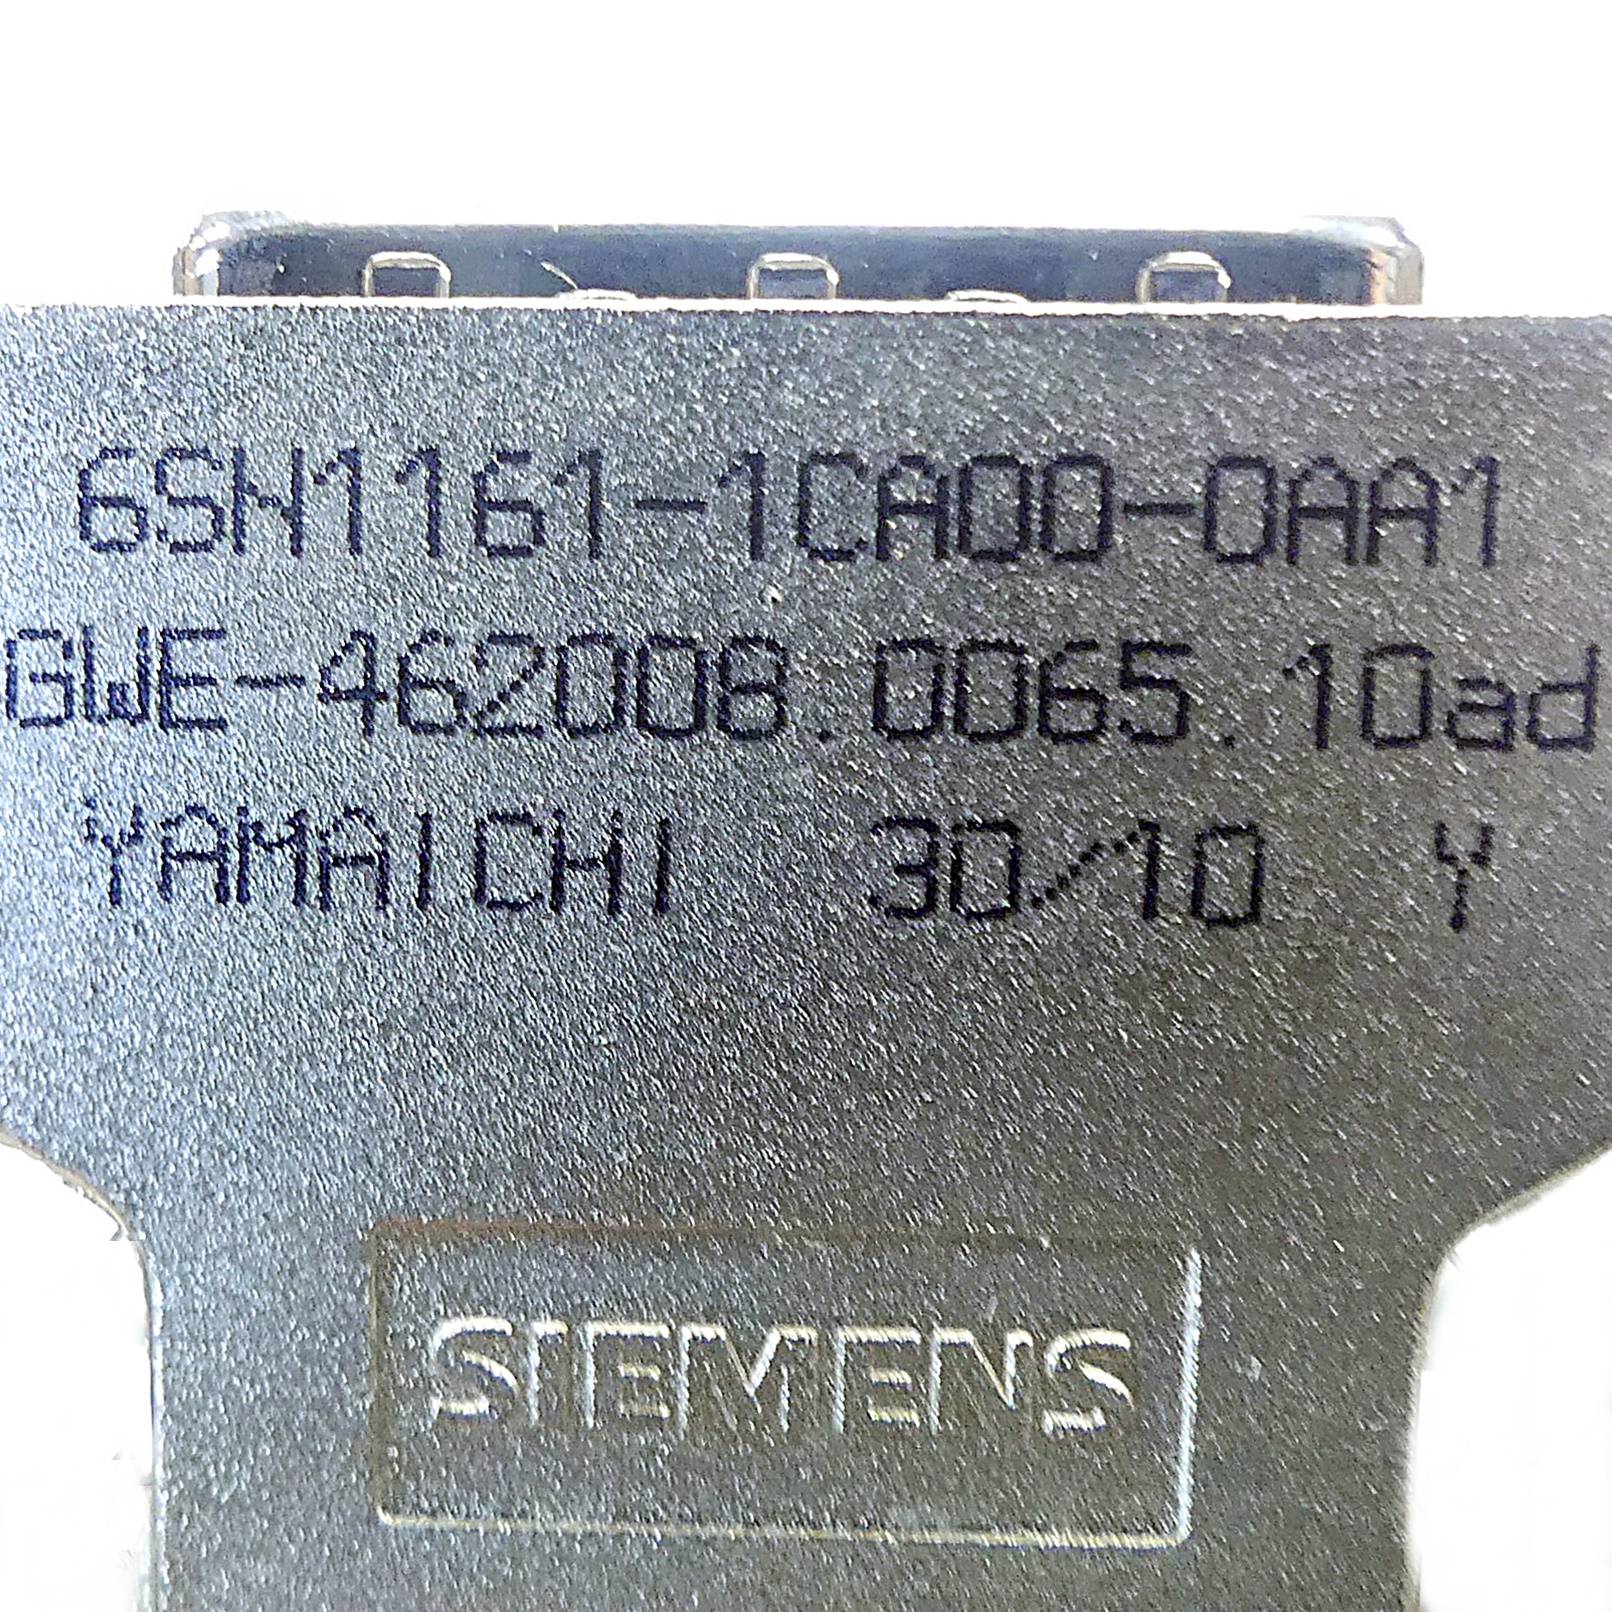 6SN1161-1CA00-0AA1
GWE-462008.0065.10ad
YAMAICHI 30/10 Y
SIEMENS